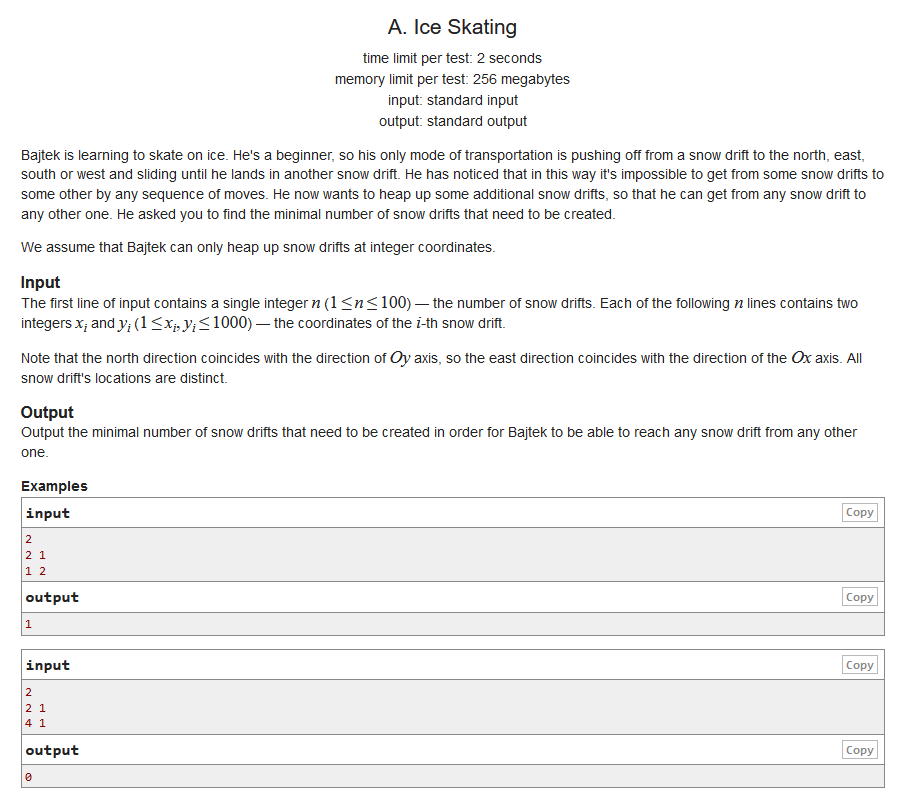 A. Ice Skating
time limit per test: 2 seconds
memory limit per test: 256 megabytes
input: standard input
output: standard output
Bajtek is learning to skate on ice. He's a beginner, so his only mode of transportation is pushing off from a snow drift to the north, east,
south or west and sliding until he lands in another snow drift. He has noticed that in this way it's impossible to get from some snow drifts to
some other by any sequence of moves. He now wants to heap up some additional snow drifts, so that he can get from any snow drift to
any other one. He asked you to find the minimal number of snow drifts that need to be created.
We assume that Bajtek can only heap up snow drifts at integer coordinates.
Input
The first line of input contains a single integer n (1 ≤ n ≤ 100) — the number of snow drifts. Each of the following n lines contains two
integers xᵢ and yᵢ (1 ≤ xᵢ, yᵢ ≤ 1000) — the coordinates of the i-th snow drift.
Note that the north direction coincides with the direction of Oy axis, so the east direction coincides with the direction of the Ox axis. All
snow drift's locations are distinct.
Output
Output the minimal number of snow drifts that need to be created in order for Bajtek to be able to reach any snow drift from any other
one.
Examples
input Copy
2
2 1
1 2
output Copy
1
input Copy
2
2 1
4 1
output Copy
0